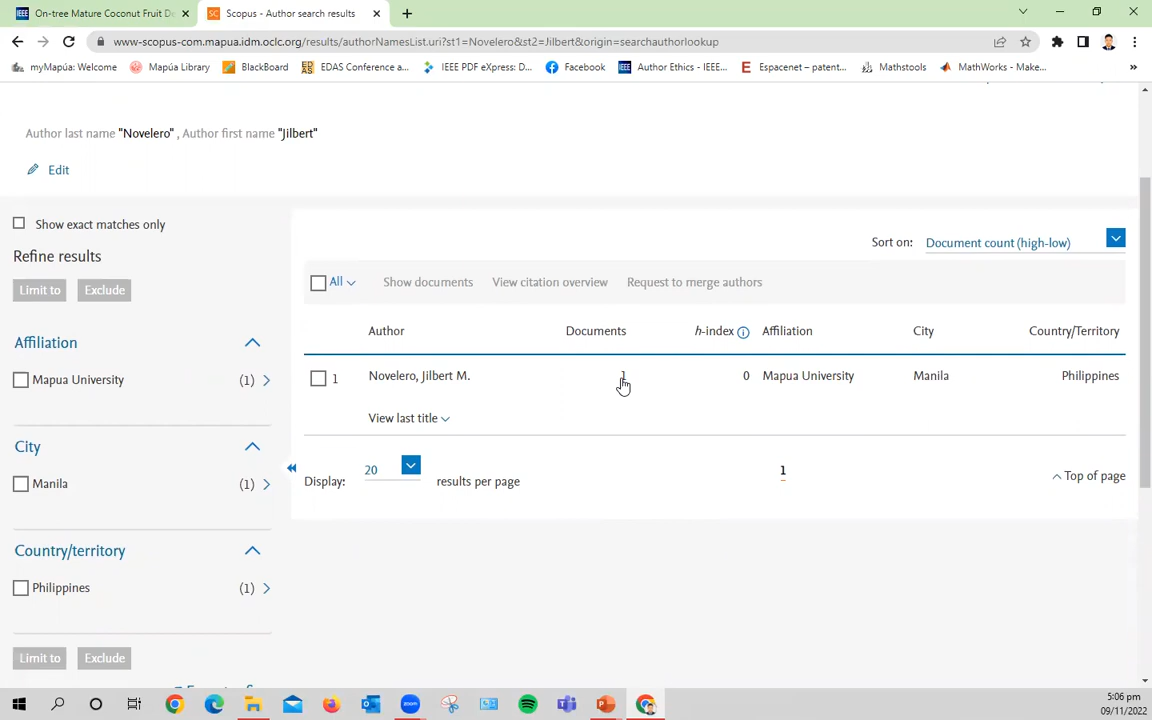 On-tree Mature Coconut Fruit De
Scopus - Author search results
www-scopus-com.mapua.idm.oclc.org/results/authorNamesList.uri?st1=Novelero&st2=Jilbert&origin=searchauthorlookup
myMapúa: Welcome
Mapúa Library
BlackBoard
EDAS Conference a...
IEEE PDF eXpress: D...
Facebook
Author Ethics - IEEE...
Espacenet – patent...
Mathstools
MathWorks - Make...
Author last name "Novelero" , Author first name "Jilbert"
Edit
Show exact matches only
Refine results
Limit to Exclude
Affiliation
Mapua University (1)
City
Manila (1)
Country/territory
Philippines (1)
Limit to Exclude
Sort on: Document count (high-low)
All Show documents View citation overview Request to merge authors
Author Documents h-index Affiliation City Country/Territory
1 Novelero, Jilbert M. 1 0 Mapua University Manila Philippines
View last title
Display: 20 results per page
1
Top of page
5:06 pm
09/11/2022